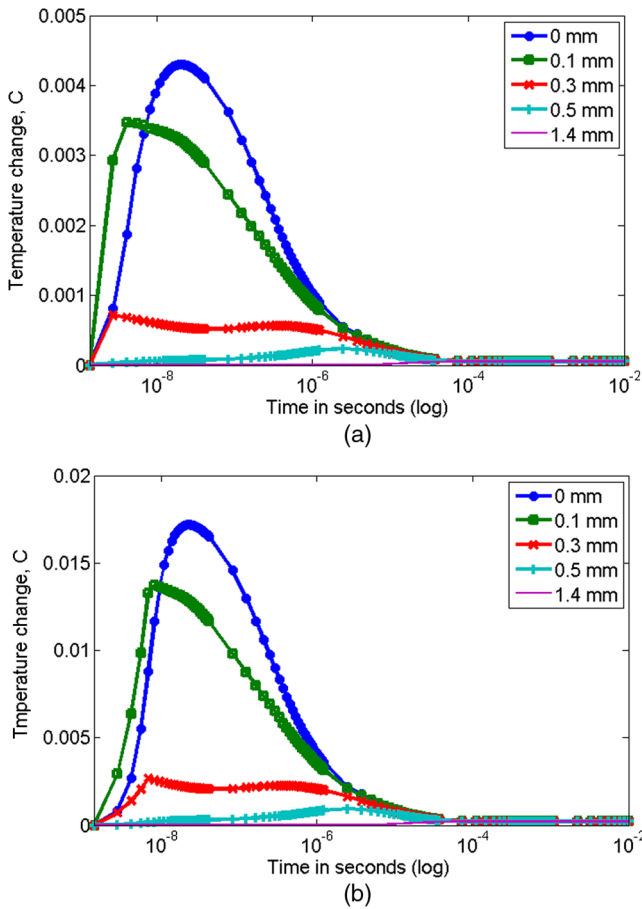 0.005
0.004
0.003
0.002
0.001
0
Temperature change, C
0 mm
0.1 mm
0.3 mm
0.5 mm
1.4 mm
10^-8
10^-6
10^-4
10^-2
Time in seconds (log)
(a)
0.02
0.015
0.01
0.005
0
Tmperature change, C
0 mm
0.1 mm
0.3 mm
0.5 mm
1.4 mm
10^-8
10^-6
10^-4
10^-2
Time in seconds (log)
(b)